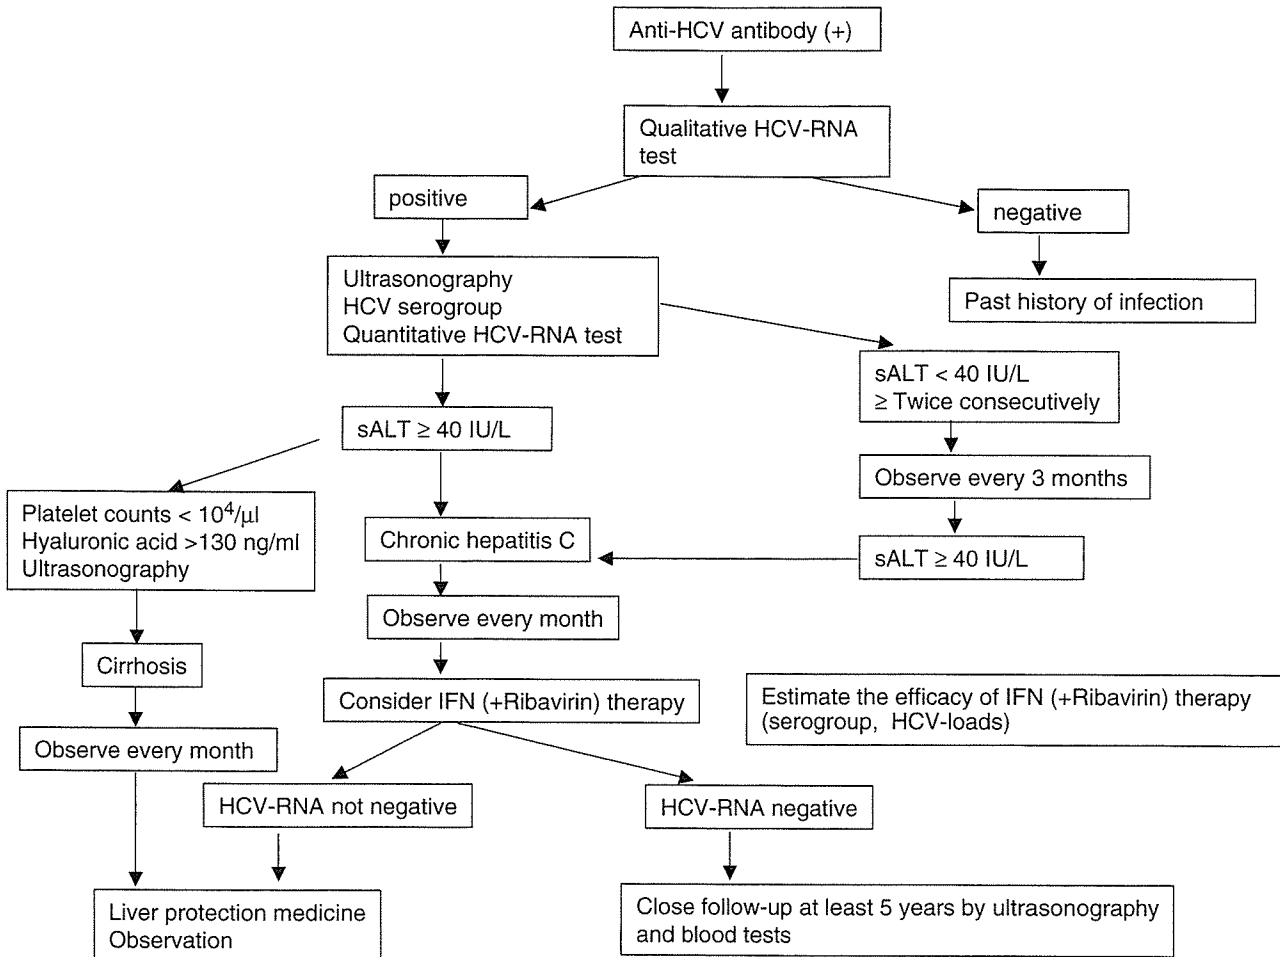 Anti-HCV antibody (+)
Qualitative HCV-RNA
test
positive
negative
Ultrasonography
HCV serogroup
Quantitative HCV-RNA test
Past history of infection
sALT < 40 IU/L
≥ Twice consecutively
sALT ≥ 40 IU/L
Observe every 3 months
Platelet counts < 10⁴/μl
Hyaluronic acid >130 ng/ml
Ultrasonography
Chronic hepatitis C
sALT ≥ 40 IU/L
Observe every month
Cirrhosis
Consider IFN (+Ribavirin) therapy
Estimate the efficacy of IFN (+Ribavirin) therapy
(serogroup, HCV-loads)
Observe every month
HCV-RNA not negative
HCV-RNA negative
Liver protection medicine
Observation
Close follow-up at least 5 years by ultrasonography
and blood tests